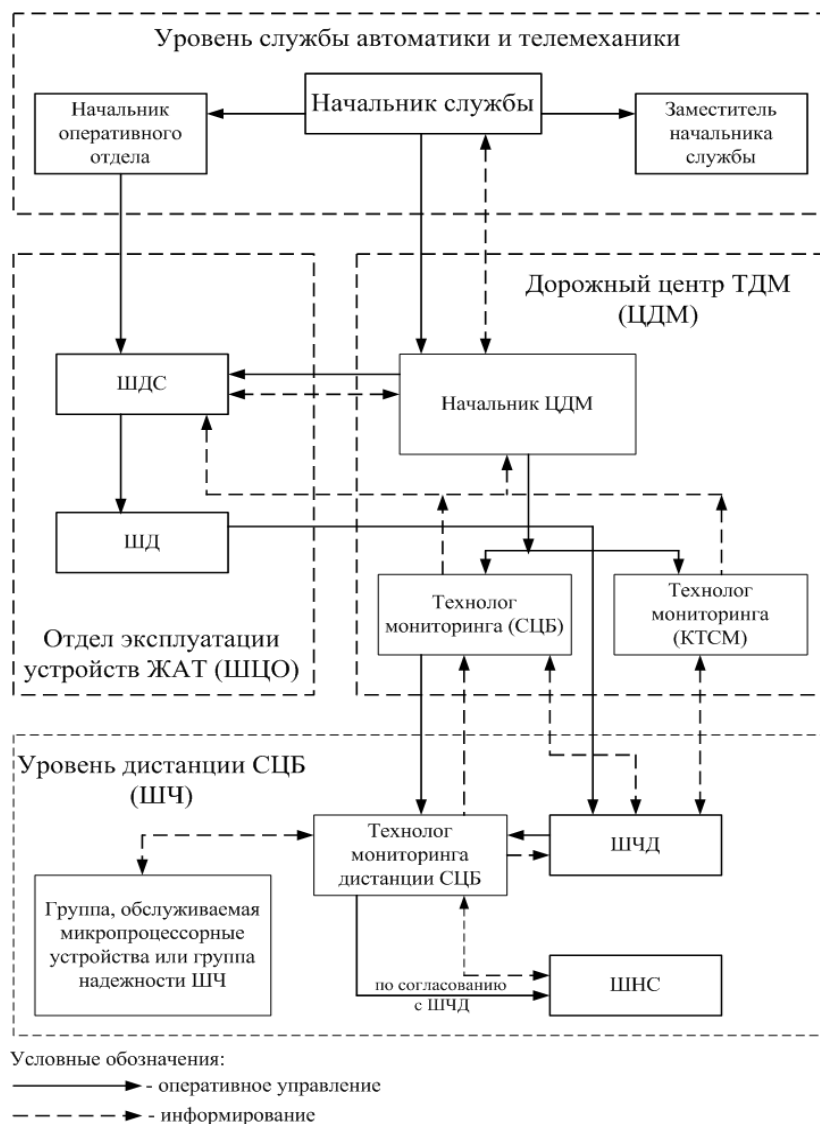 Уровень службы автоматики и телемеханики
Начальник
оперативного
отдела
Начальник службы
Заместитель
начальника
службы
Дорожный центр ТДМ
(ЦДМ)
ШДС
Начальник ЦДМ
ШД
Технолог
мониторинга (СЦБ)
Технолог
мониторинга
(КТСМ)
Отдел эксплуатации
устройств ЖАТ (ШЦО)
Уровень дистанции СЦБ
(ШЧ)
Технолог
мониторинга
дистанции СЦБ
ШЧД
Группа, обслуживаемая
микропроцессорные
устройства или группа
надежности ШЧ
по согласованию
с ШЧД
ШНС
Условные обозначения:
- оперативное управление
- информирование